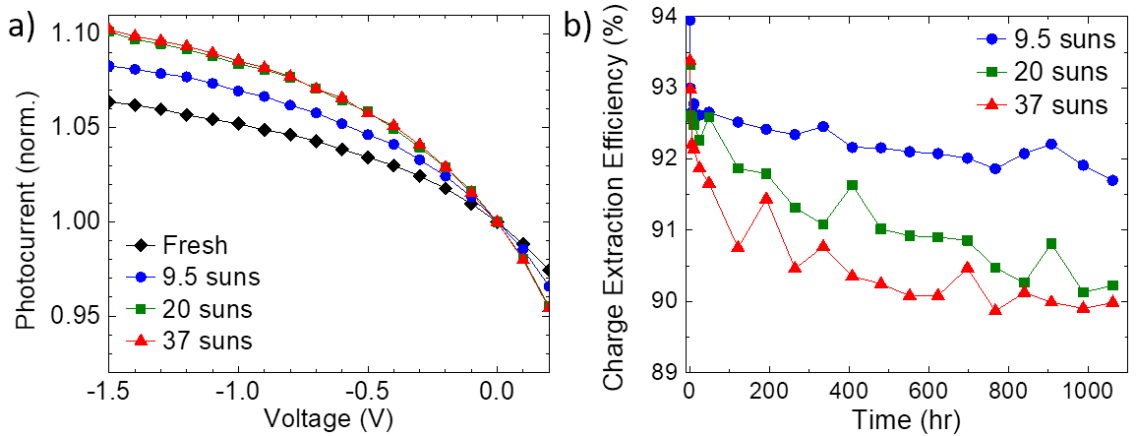 a)
Photocurrent (norm.)
1.10
1.05
1.00
0.95
Fresh
9.5 suns
20 suns
37 suns
-1.5
-1.0
-0.5
0.0
Voltage (V)
b)
Charge Extraction Efficiency (%)
94
93
92
91
90
89
9.5 suns
20 suns
37 suns
0
200
400
600
800
1000
Time (hr)